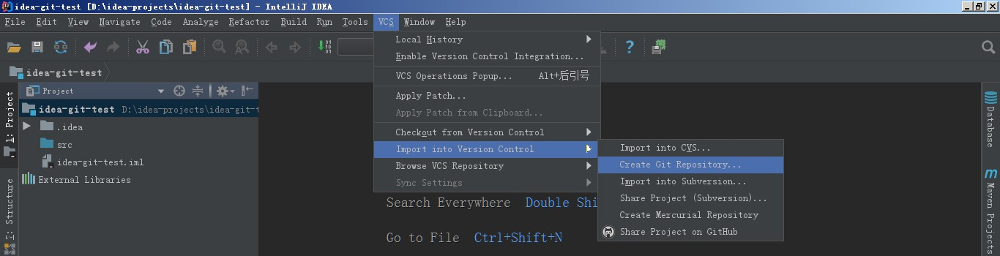 idea-git-test [D:\idea-projects\idea-git-test] - IntelliJ IDEA
File Edit View Navigate Code Analyze Refactor Build Run Tools VCS Window Help
Local History
Enable Version Control Integration...
VCS Operations Popup... Alt+后引号
Apply Patch...
Apply Patch from Clipboard...
Checkout from Version Control
Import into Version Control
Browse VCS Repository
Sync Settings
Import into CVS...
Create Git Repository...
Import into Subversion...
Share Project (Subversion)...
Create Mercurial Repository
Share Project on GitHub
idea-git-test
Project
idea-git-test D:\idea-projects\idea-git-t
.idea
src
idea-git-test.iml
External Libraries
1: Project
7: Structure
Search Everywhere Double Shi
Go to File Ctrl+Shift+N
Database
Maven Projects